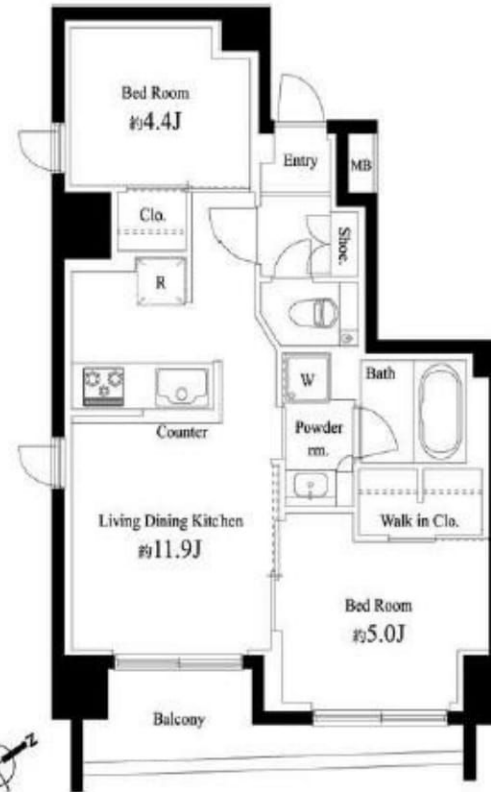 Bed Room
約4.4J
Entry
MB
Clo.
Shoe.
R
W
Bath
Counter
Powder
rm.
Living Dining Kitchen
約11.9J
Walk in Clo.
Bed Room
約5.0J
Balcony
Z